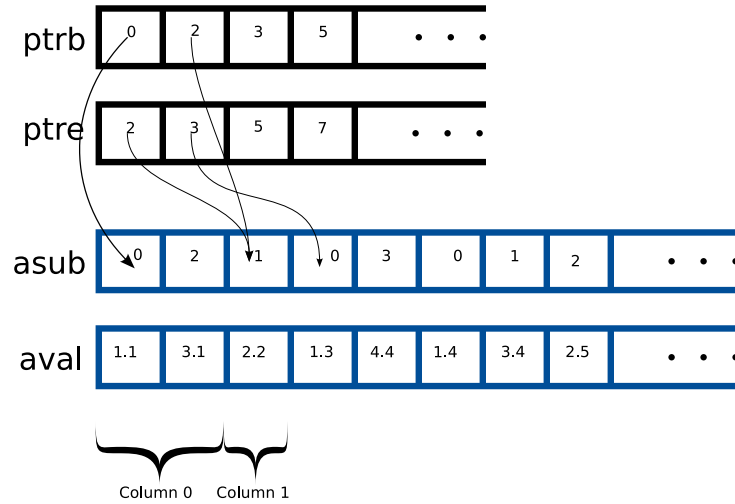 ptrb 0 2 3 5 . . .
ptre 2 3 5 7 . . .
asub 0 2 1 0 3 0 1 2 . . .
aval 1.1 3.1 2.2 1.3 4.4 1.4 3.4 2.5 . . .
Column 0 Column 1